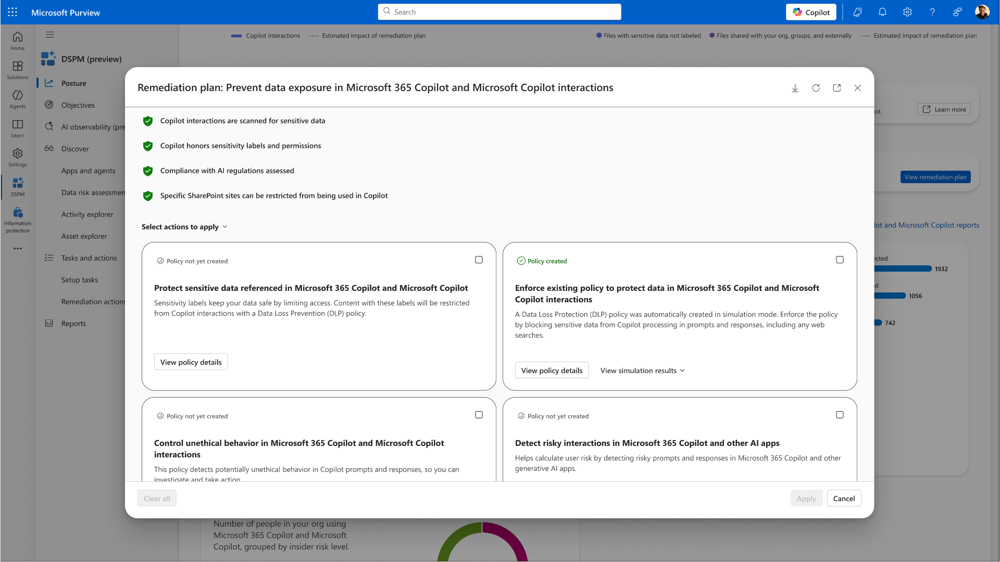 Microsoft Purview
Search
Copilot
Home
Solutions
Agents
Learn
Settings
DSPM
Information
protection
DSPM (preview)
Posture
Objectives
AI observability (pre
Discover
Apps and agents
Data risk assessmen
Activity explorer
Asset explorer
Tasks and actions
Setup tasks
Remediation actions
Reports
Copilot interactions
Estimated impact of remediation plan
Files with sensitive data not labeled
Files shared with your org, groups, and externally
Estimated impact of remediation plan
ot.
Learn more
View remediation plan
lot and Microsoft Copilot reports
ected
1932
d
1056
742
Remediation plan: Prevent data exposure in Microsoft 365 Copilot and Microsoft Copilot interactions
Copilot interactions are scanned for sensitive data
Copilot honors sensitivity labels and permissions
Compliance with AI regulations assessed
Specific SharePoint sites can be restricted from being used in Copilot
Select actions to apply
Policy not yet created
Protect sensitive data referenced in Microsoft 365 Copilot and Microsoft Copilot
Sensitivity labels keep your data safe by limiting access. Content with these labels will be restricted
from Copilot interactions with a Data Loss Prevention (DLP) policy.
View policy details
Policy created
Enforce existing policy to protect data in Microsoft 365 Copilot and Microsoft
Copilot interactions
A Data Loss Protection (DLP) policy was automatically created in simulation mode. Enforce the policy
by blocking sensitive data from Copilot processing in prompts and responses, including any web
searches.
View policy details
View simulation results
Policy not yet created
Control unethical behavior in Microsoft 365 Copilot and Microsoft Copilot
interactions
This policy detects potentially unethical behavior in Copilot prompts and responses, so you can
investigate and take action
Policy not yet created
Detect risky interactions in Microsoft 365 Copilot and other AI apps
Helps calculate user risk by detecting risky prompts and responses in Microsoft 365 Copilot and other
generative AI apps.
Clear all
Apply
Cancel
Number of people in your org using
Microsoft 365 Copilot and Microsoft
Copilot, grouped by insider risk level.